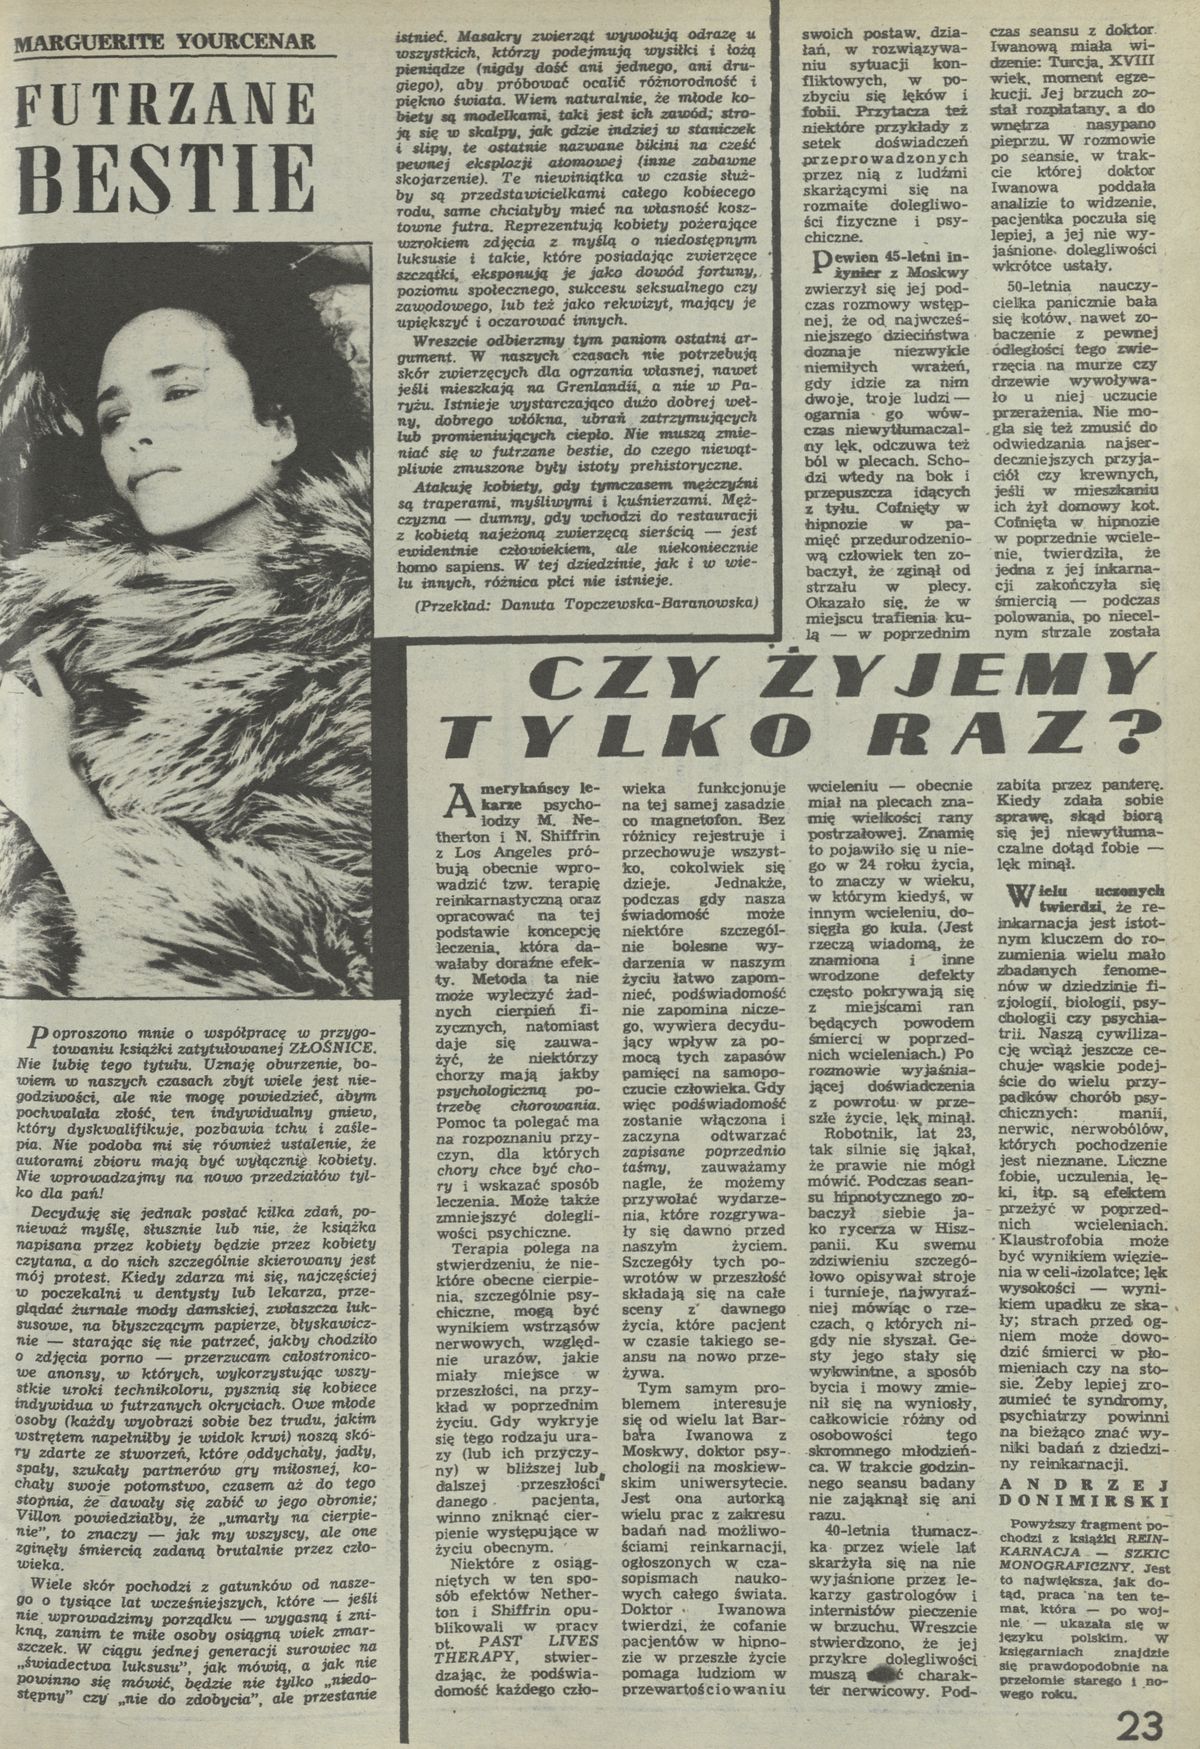 MARGUERITE YOURCENAR
FUTRZANE
BESTIE
Poproszono mnie o współpracę w przygo-
towaniu książki zatytułowanej ZŁOŚNICE.
Nie lubię tego tytułu. Uznaję oburzenie, bo-
wiem w naszych czasach zbyt wiele jest nie-
godziwości, ale nie mogę powiedzieć, abym
pochwalała złość, ten indywidualny gniew,
który dyskwalifikuje, pozbawia tchu i zaśle-
pia. Nie podoba mi się również ustalenie, że
autorami zbioru mają być wyłącznie kobiety.
Nie wprowadzajmy na nowo przedziałów tyl-
ko dla pań!
Decyduję się jednak posłać kilka zdań, po-
nieważ myślę, słusznie lub nie, że książka
napisana przez kobiety będzie przez kobiety
czytana, a do nich szczególnie skierowany jest
mój protest. Kiedy zdarza mi się, najczęściej
w poczekalni u dentysty lub lekarza, prze-
glądać żurnale mody damskiej, zwłaszcza luk-
susowe, na błyszczącym papierze, błyskawicz-
nie — starając się nie patrzeć, jakby chodziło
o zdjęcia porno — przerzucam całostronico-
we anonsy, w których, wykorzystując wszy-
stkie uroki technikoloru, pysznią się kobiece
indywidua w futrzanych okryciach. Owe młode
osoby (każdy wyobrazi sobie bez trudu, jakim
wstrętem napełniłby je widok krwi) noszą skó-
ry zdarte ze stworzeń, które oddychały, jadły,
spały, szukały partnerów gry miłosnej, ko-
chały swoje potomstwo, czasem aż do tego
stopnia, że dawały się zabić w jego obronie;
Villon powiedziałby, że „umarły na cierpie-
nie”, to znaczy — jak my wszyscy, ale one
zginęły śmiercią zadaną brutalnie przez czło-
wieka.
Wiele skór pochodzi z gatunków od nasze-
go o tysiące lat wcześniejszych, które — jeśli
nie wprowadzimy porządku — wygasną i zni-
kną, zanim te miłe osoby osiągną wiek zmar-
szczek. W ciągu jednej generacji surowiec na
„świadectwa luksusu”, jak mówią, a jak nie
powinno się mówić, będzie nie tylko „niedo-
stępny” czy „nie do zdobycia”, ale przestanie
istnieć. Masakry zwierząt wywołują odrazę u
wszystkich, którzy podejmują wysiłki i łożą
pieniądze (nigdy dość ani jednego, ani dru-
giego), aby próbować ocalić różnorodność i
piękno świata. Wiem naturalnie, że młode ko-
biety są modelkami, taki jest ich zawód; stro-
ją się w skalpy, jak gdzie indziej w staniczek
i slipy, te ostatnie nazwane bikini na cześć
pewnej eksplozji atomowej (inne zabawne
skojarzenie). Te niewiniątka w czasie służ-
by są przedstawicielkami całego kobiecego
rodu, same chciałyby mieć na własność kosz-
towne futra. Reprezentują kobiety pożerające
wzrokiem zdjęcia z myślą o niedostępnym
luksusie i takie, które posiadając zwierzęce
szczątki, eksponują je jako dowód fortuny,
poziomu społecznego, sukcesu seksualnego czy
zawodowego, lub też jako rekwizyt, mający je
upiększyć i oczarować innych.
Wreszcie odbierzmy tym paniom ostatni ar-
gument. W naszych czasach nie potrzebują
skór zwierzęcych dla ogrzania własnej, nawet
jeśli mieszkają na Grenlandii, a nie w Pa-
ryżu. Istnieje wystarczająco dużo dobrej weł-
ny, dobrego włókna, ubrań zatrzymujących
lub promieniujących ciepło. Nie muszą zmie-
niać się w futrzane bestie, do czego niewąt-
pliwie zmuszone były istoty prehistoryczne.
Atakuję kobiety, gdy tymczasem mężczyźni
są traperami, myśliwymi i kuśnierzami. Męż-
czyzna — dumny, gdy wchodzi do restauracji
z kobietą najeżoną zwierzęcą sierścią — jest
ewidentnie człowiekiem, ale niekoniecznie
homo sapiens. W tej dziedzinie, jak i w wie-
lu innych, różnica płci nie istnieje.
(Przekład: Danuta Topczewska-Baranowska)
CZY ŻYJEMY
TYLKO RAZ?
Amerykańscy le-
karze psycho-
lodzy M. Ne-
therton i N. Shiffrin
z Los Angeles pró-
bują obecnie wpro-
wadzić tzw. terapię
reinkarnastyczną oraz
opracować na tej
podstawie koncepcję
leczenia, która da-
wałaby doraźne efek-
ty. Metoda ta nie
może wyleczyć żad-
nych cierpień fi-
zycznych, natomiast
daje się zauwa-
żyć, że niektórzy
chorzy mają jakby
psychologiczną po-
trzebę chorowania.
Pomoc ta polegać ma
na rozpoznaniu przy-
czyn, dla których
chory chce być cho-
ry i wskazać sposób
leczenia. Może także
zmniejszyć dolegli-
wości psychiczne.
Terapia polega na
stwierdzeniu, że nie-
które obecne cierpie-
nia, szczególnie psy-
chiczne, mogą być
wynikiem wstrząsów
nerwowych, względ-
nie urazów, jakie
miały miejsce w
przeszłości, na przy-
kład w poprzednim
życiu. Gdy wykryje
się tego rodzaju ura-
zy (lub ich przyczy-
ny) w bliższej lub
dalszej przeszłości
danego pacjenta,
winno zniknąć cier-
pienie występujące w
życiu obecnym.
Niektóre z osiąg-
niętych w ten spo-
sób efektów Nether-
ton i Shiffrin opu-
blikowali w pracy
pt. PAST LIVES
THERAPY, stwier-
dzając, że podświa-
domość każdego czło-
wieka funkcjonuje
na tej samej zasadzie
co magnetofon. Bez
różnicy rejestruje i
przechowuje wszyst-
ko, cokolwiek się
dzieje. Jednakże,
podczas gdy nasza
świadomość może
niektóre szczegól-
nie bolesne wy-
darzenia w naszym
życiu łatwo zapom-
nieć, podświadomość
nie zapomina nicze-
go, wywiera decydu-
jący wpływ za po-
mocą tych zapasów
pamięci na samopo-
czucie człowieka. Gdy
więc podświadomość
zostanie włączona i
zaczyna odtwarzać
zapisane poprzednio
taśmy, zauważamy
nagle, że możemy
przywołać wydarze-
nia, które rozgrywa-
ły się dawno przed
naszym życiem.
Szczegóły tych po-
wrotów w przeszłość
składają się na całe
sceny z dawnego
życia, które pacjent
w czasie takiego se-
ansu na nowo prze-
żywa.
Tym samym pro-
blemem interesuje
się od wielu lat Bar-
bara Iwanowa z
Moskwy, doktor psy-
chologii na moskiew-
skim uniwersytecie.
Jest ona autorką
wielu prac z zakresu
badań nad możliwo-
ściami reinkarnacji,
ogłoszonych w cza-
sopismach nauko-
wych całego świata.
Doktor Iwanowa
twierdzi, że cofanie
pacjentów w hipno-
zie w przeszłe życie
pomaga ludziom w
przewartościowaniu
swoich postaw, dzia-
łań, w rozwiązywa-
niu sytuacji kon-
fliktowych, w po-
zbyciu się lęków i
fobii. Przytacza też
niektóre przykłady z
setek doświadczeń
przeprowadzonych
przez nią z ludźmi
skarżącymi się na
rozmaite dolegliwo-
ści fizyczne i psy-
chiczne.
Pewien 45-letni in-
żynier z Moskwy
zwierzył się jej pod-
czas rozmowy wstęp-
nej, że od najwcześ-
niejszego dzieciństwa
doznaje niezwykle
niemiłych wrażeń,
gdy idzie za nim
dwoje, troje ludzi —
ogarnia go wów-
czas niewytłumaczal-
ny lęk, odczuwa też
ból w plecach. Scho-
dzi wtedy na bok i
przepuszcza idących
z tyłu. Cofnięty w
hipnozie w pa-
mięć przedurodzenio-
wą człowiek ten zo-
baczył, że zginął od
strzału w plecy.
Okazało się, że w
miejscu trafienia ku-
lą — w poprzednim
wcieleniu — obecnie
miał na plecach zna-
mię wielkości rany
postrzałowej. Znamię
to pojawiło się u nie-
go w 24 roku życia,
to znaczy w wieku,
w którym kiedyś, w
innym wcieleniu, do-
sięgła go kula. (Jest
rzeczą wiadomą, że
znamiona i inne
wrodzone defekty
często pokrywają się
z miejscami ran
będących powodem
śmierci w poprzed-
nich wcieleniach.) Po
rozmowie wyjaśnia-
jącej doświadczenia
z powrotu w prze-
szłe życie, lęk minął.
Robotnik, lat 23,
tak silnie się jąkał,
że prawie nie mógł
mówić. Podczas sean-
su hipnotycznego zo-
baczył siebie ja-
ko rycerza w Hisz-
panii. Ku swemu
zdziwieniu szczegó-
łowo opisywał stroje
i turnieje, najwyraź-
niej mówiąc o rze-
czach, o których ni-
gdy nie słyszał. Ge-
sty jego stały się
wykwintne, a sposób
bycia i mowy zmie-
nił się na wyniosły,
całkowicie różny od
osobowości tego
skromnego młodzień-
ca. W trakcie godzin-
nego seansu badany
nie zająknął się ani
razu.
40-letnia tłumacz-
ka przez wiele lat
skarżyła się na nie
wyjaśnione przez le-
karzy gastrologów i
internistów pieczenie
w brzuchu. Wreszcie
stwierdzono, że jej
przykre dolegliwości
muszą charak-
ter nerwicowy. Pod-
czas seansu z doktor
Iwanową miała wi-
dzenie: Turcja, XVIII
wiek, moment egze-
kucji. Jej brzuch zo-
stał rozpłatany, a do
wnętrza nasypano
pieprzu. W rozmowie
po seansie, w trak-
cie której doktor
Iwanowa poddała
analizie to widzenie,
pacjentka poczuła się
lepiej, a jej nie wy-
jaśnione dolegliwości
wkrótce ustały.
50-letnia nauczy-
cielka panicznie bała
się kotów, nawet zo-
baczenie z pewnej
odległości tego zwie-
rzęcia na murze czy
drzewie wywoływa-
ło u niej uczucie
przerażenia. Nie mo-
gła się też zmusić do
odwiedzania najser-
deczniejszych przyja-
ciół czy krewnych,
jeśli w mieszkaniu
ich żył domowy kot.
Cofnięta w hipnozie
w poprzednie wciele-
nie, twierdziła, że
jedna z jej inkarna-
cji zakończyła się
śmiercią — podczas
polowania, po niecel-
nym strzale została
zabita przez panterę.
Kiedy zdała sobie
sprawę, skąd biorą
się jej niewytłuma-
czalne dotąd fobie —
lęk minął.
Wielu uczonych
twierdzi, że re-
inkarnacja jest istot-
nym kluczem do ro-
zumienia wielu mało
zbadanych fenome-
nów w dziedzinie fi-
zjologii, biologii, psy-
chologii czy psychia-
trii. Naszą cywiliza-
cję wciąż jeszcze ce-
chuje wąskie podej-
ście do wielu przy-
padków chorób psy-
chicznych: manii,
nerwic, nerwobólów,
których pochodzenie
jest nieznane. Liczne
fobie, uczulenia, lę-
ki, itp. są efektem
przeżyć w poprzed-
nich wcieleniach.
Klaustrofobia może
być wynikiem więzie-
nia w celi-izolatce; lęk
wysokości — wyni-
kiem upadku ze ska-
ły; strach przed og-
niem może dowo-
dzić śmierci w pło-
mieniach czy na sto-
sie. Żeby lepiej zro-
zumieć te syndromy,
psychiatrzy powinni
na bieżąco znać wy-
niki badań z dziedzi-
ny reinkarnacji.
ANDRZEJ
DONIMIRSKI
Powyższy fragment po-
chodzi z książki REIN-
KARNACJA — SZKIC
MONOGRAFICZNY. Jest
to największa, jak do-
tąd, praca na ten te-
mat, która — po woj-
nie — ukazała się w
języku polskim. W
księgarniach znajdzie
się prawdopodobnie na
przełomie starego i no-
wego roku.
23